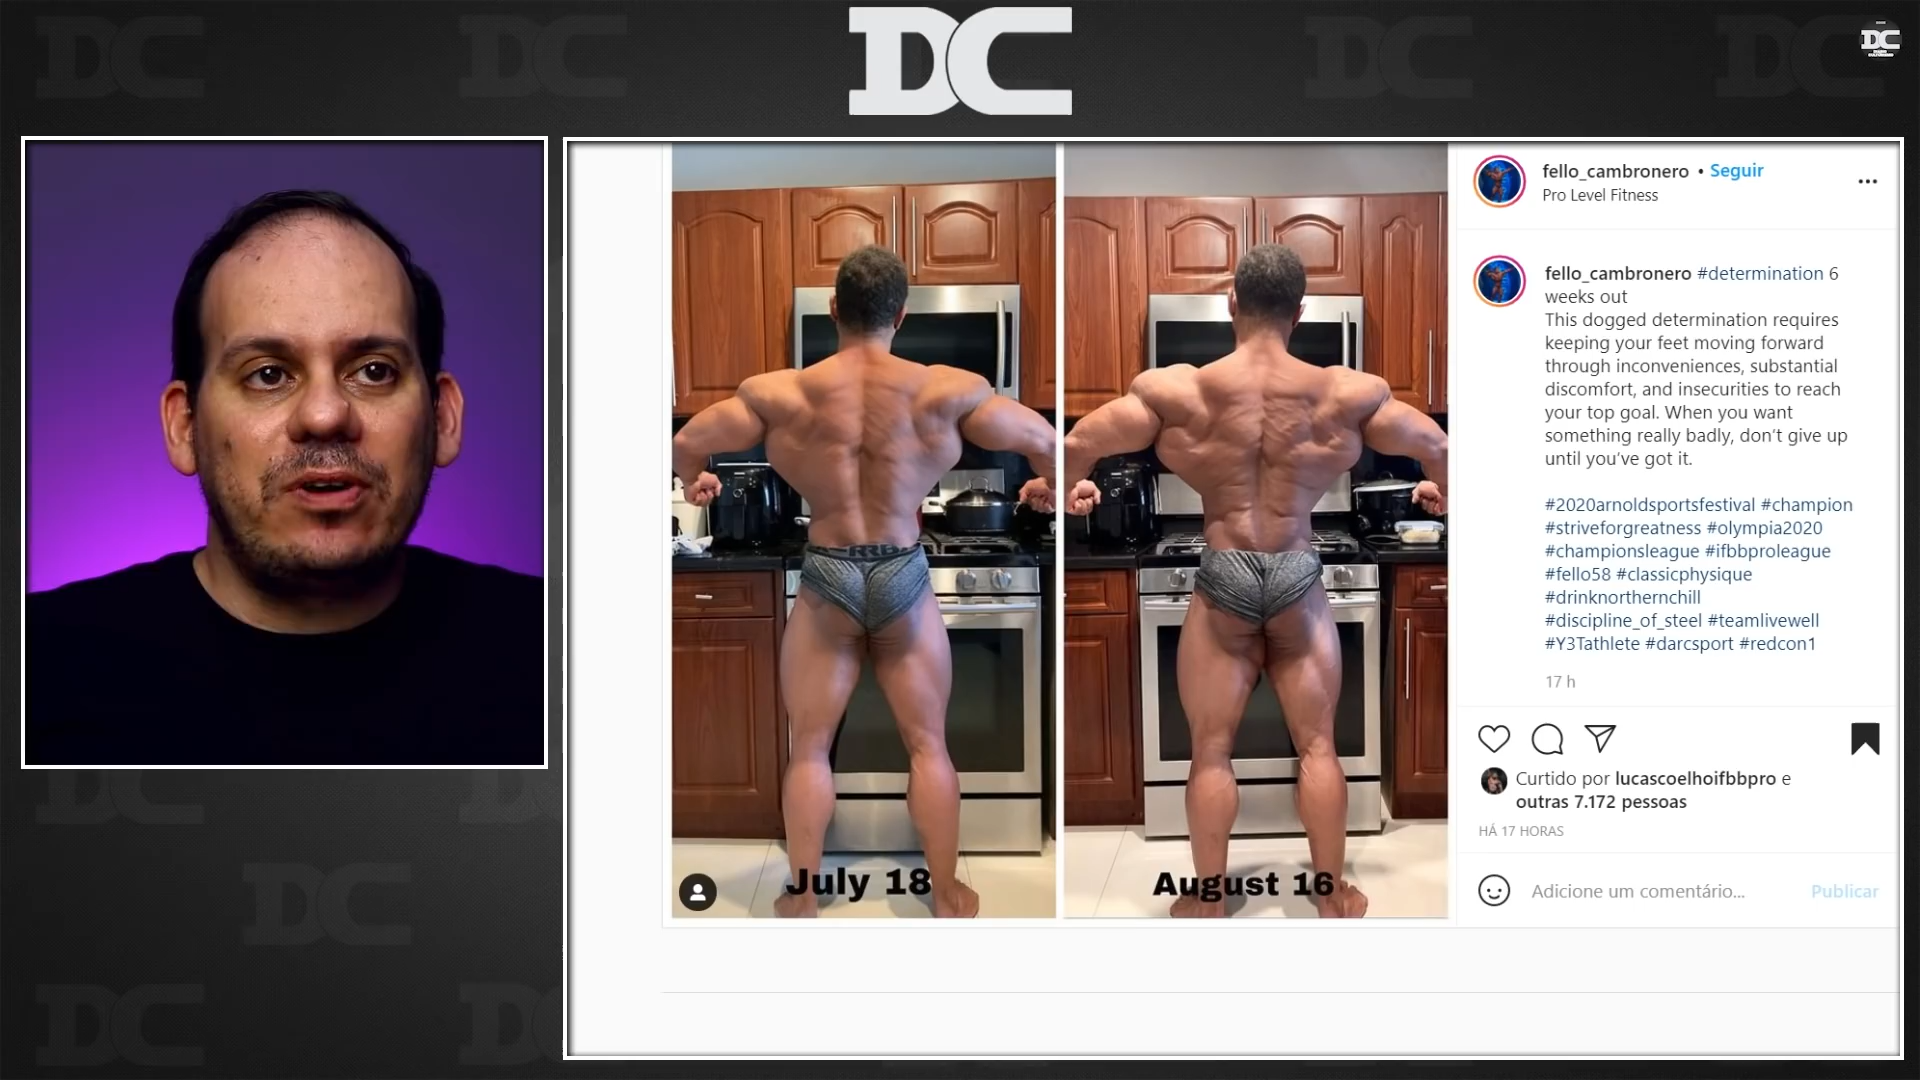 DC
DC
fello_cambronero • Seguir
Pro Level Fitness
fello_cambronero #determination 6
weeks out
This dogged determination requires
keeping your feet moving forward
through inconveniences, substantial
discomfort, and insecurities to reach
your top goal. When you want
something really badly, don't give up
until you've got it.
#2020arnoldsportsfestival #champion
#striveforgreatness #olympia2020
#championsleague #ifbbproleague
#fello58 #classicphysique
#drinknorthernchill
#discipline_of_steel #teamlivewell
#Y3Tathlete #darcsport #redcon1
17 h
Curtido por lucascoelhoifbbpro e
outras 7.172 pessoas
HÁ 17 HORAS
Adicione um comentário... Publicar
July 18
August 16